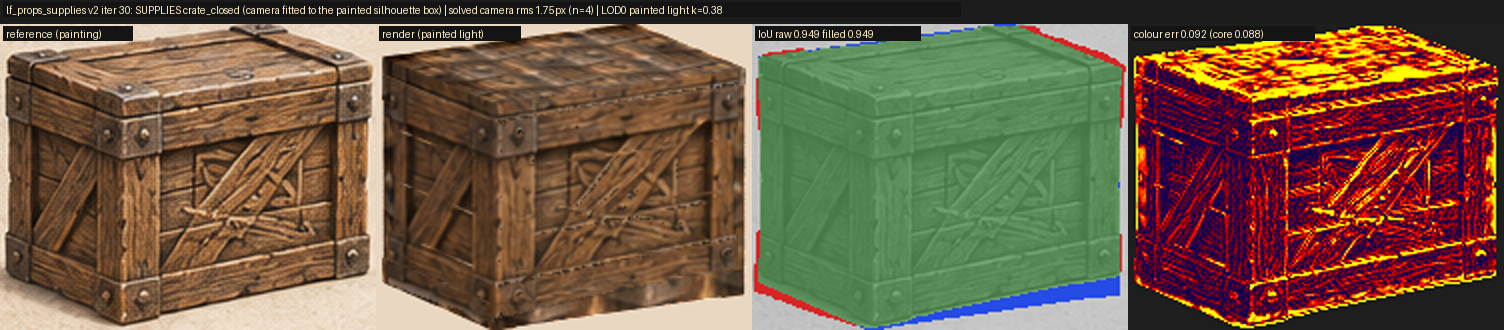 lf_props_supplies v2 iter 30: SUPPLIES crate_closed (camera fitted to the painted silhouette box) | solved camera rms 1.75px (n=4) | LOD0 painted light k=0.38
reference (painting)
render (painted light)
IoU raw 0.949 filled 0.949
colour err 0.092 (core 0.088)